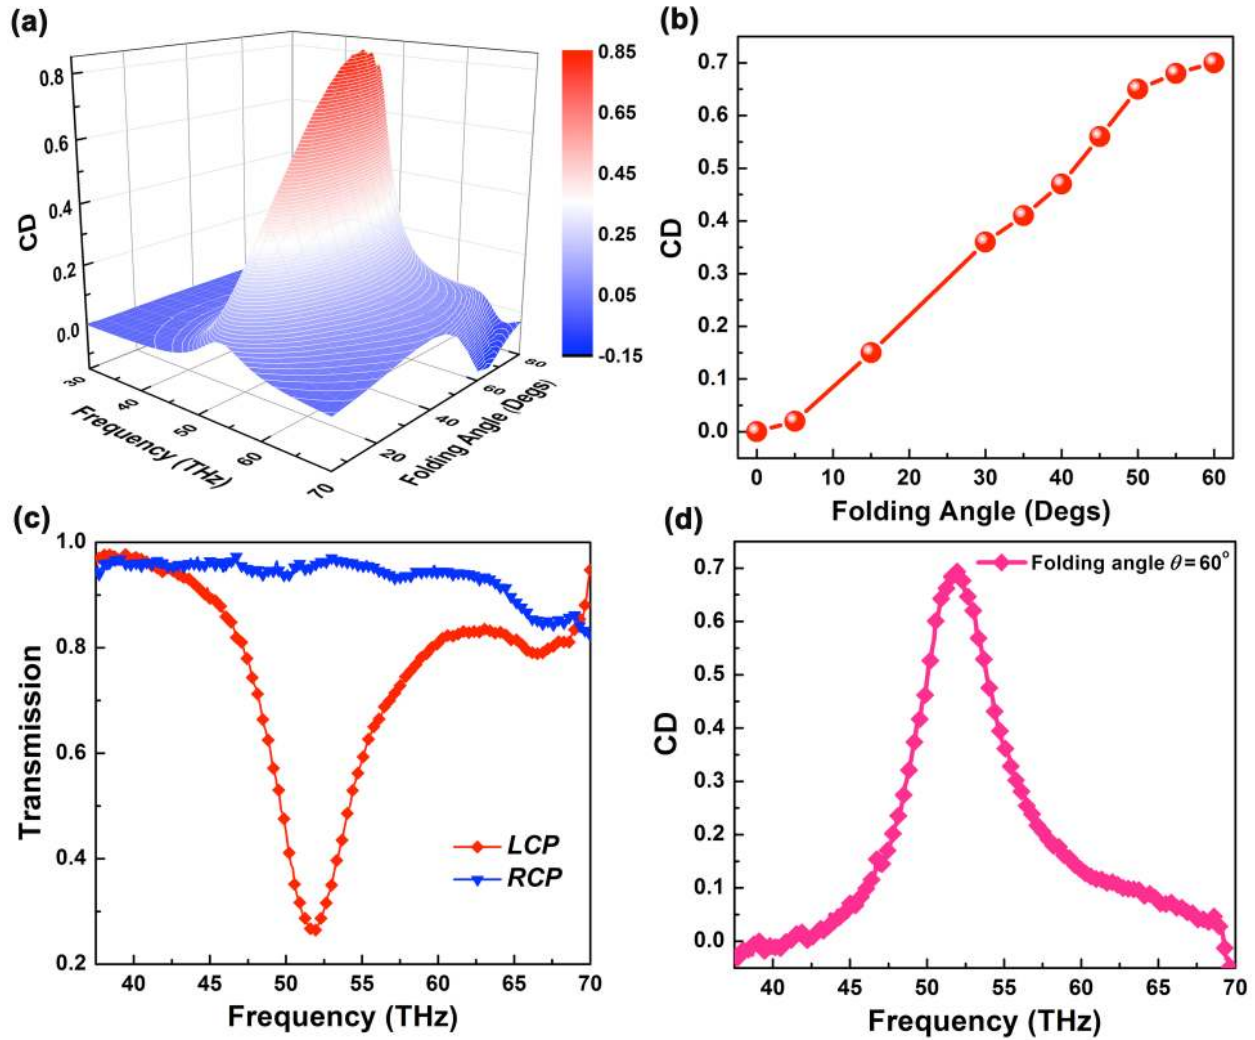 (a)
0.8
0.6
0.4
0.2
0.0
CD
30
40
50
60
70
Frequency (THz)
20
40
60
80
Folding Angle (Degs)
0.85
0.65
0.45
0.25
0.05
-0.15
(b)
0.7
0.6
0.5
0.4
0.3
0.2
0.1
0.0
CD
0 10 20 30 40 50 60
Folding Angle (Degs)
(c)
1.0
0.8
0.6
0.4
0.2
Transmission
LCP
RCP
40 45 50 55 60 65 70
Frequency (THz)
(d)
0.7
0.6
0.5
0.4
0.3
0.2
0.1
0.0
CD
Folding angle θ = 60°
40 45 50 55 60 65 70
Frequency (THz)